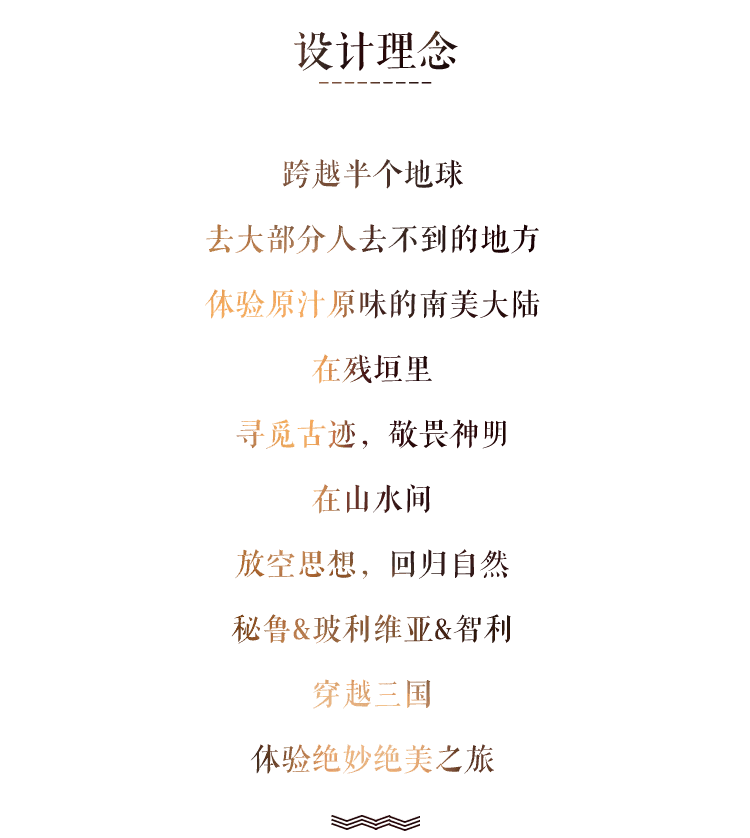 设计理念
跨越半个地球
去大部分人去不到的地方
体验原汁原味的南美大陆
在残垣里
寻觅古迹，敬畏神明
在山水间
放空思想，回归自然
秘鲁&玻利维亚&智利
穿越三国
体验绝妙绝美之旅